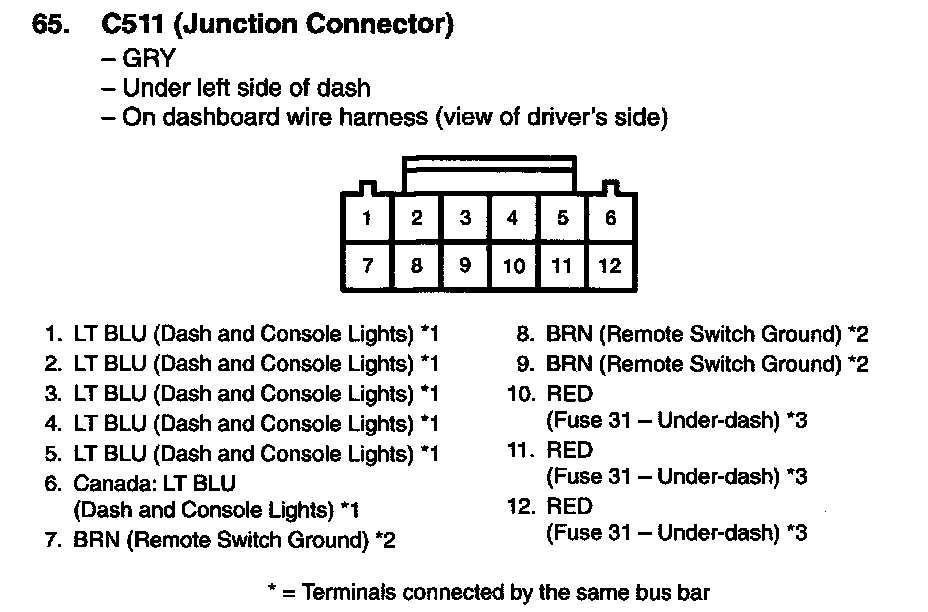 65. C511 (Junction Connector)
– GRY
– Under left side of dash
– On dashboard wire harness (view of driver's side)
1 2 3 4 5 6
7 8 9 10 11 12
1. LT BLU (Dash and Console Lights) *1
2. LT BLU (Dash and Console Lights) *1
3. LT BLU (Dash and Console Lights) *1
4. LT BLU (Dash and Console Lights) *1
5. LT BLU (Dash and Console Lights) *1
6. Canada: LT BLU
(Dash and Console Lights) *1
7. BRN (Remote Switch Ground) *2
8. BRN (Remote Switch Ground) *2
9. BRN (Remote Switch Ground) *2
10. RED
(Fuse 31 – Under-dash) *3
11. RED
(Fuse 31 – Under-dash) *3
12. RED
(Fuse 31 – Under-dash) *3
* = Terminals connected by the same bus bar